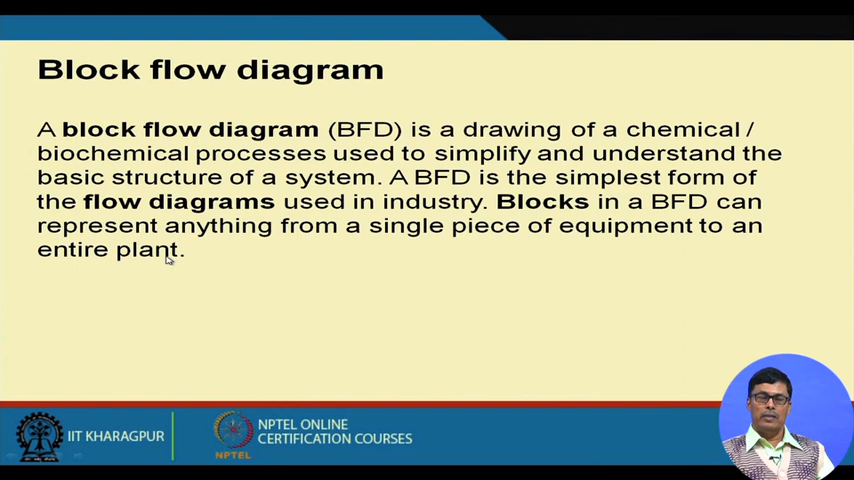 Block flow diagram
A block flow diagram (BFD) is a drawing of a chemical /
biochemical processes used to simplify and understand the
basic structure of a system. A BFD is the simplest form of
the flow diagrams used in industry. Blocks in a BFD can
represent anything from a single piece of equipment to an
entire plant.
IIT KHARAGPUR
NPTEL
NPTEL ONLINE
CERTIFICATION COURSES